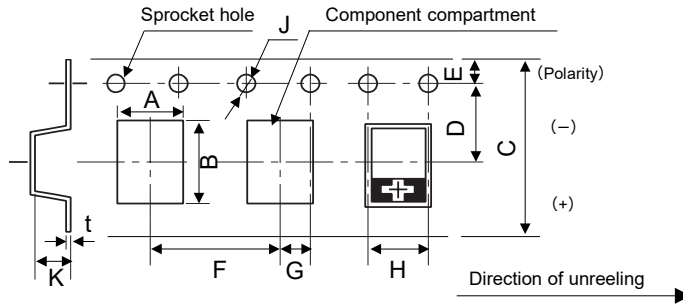 Sprocket hole
J
Component compartment
E
(Polarity)
A
D
B
C
(−)
(+)
t
K
F
G
H
Direction of unreeling